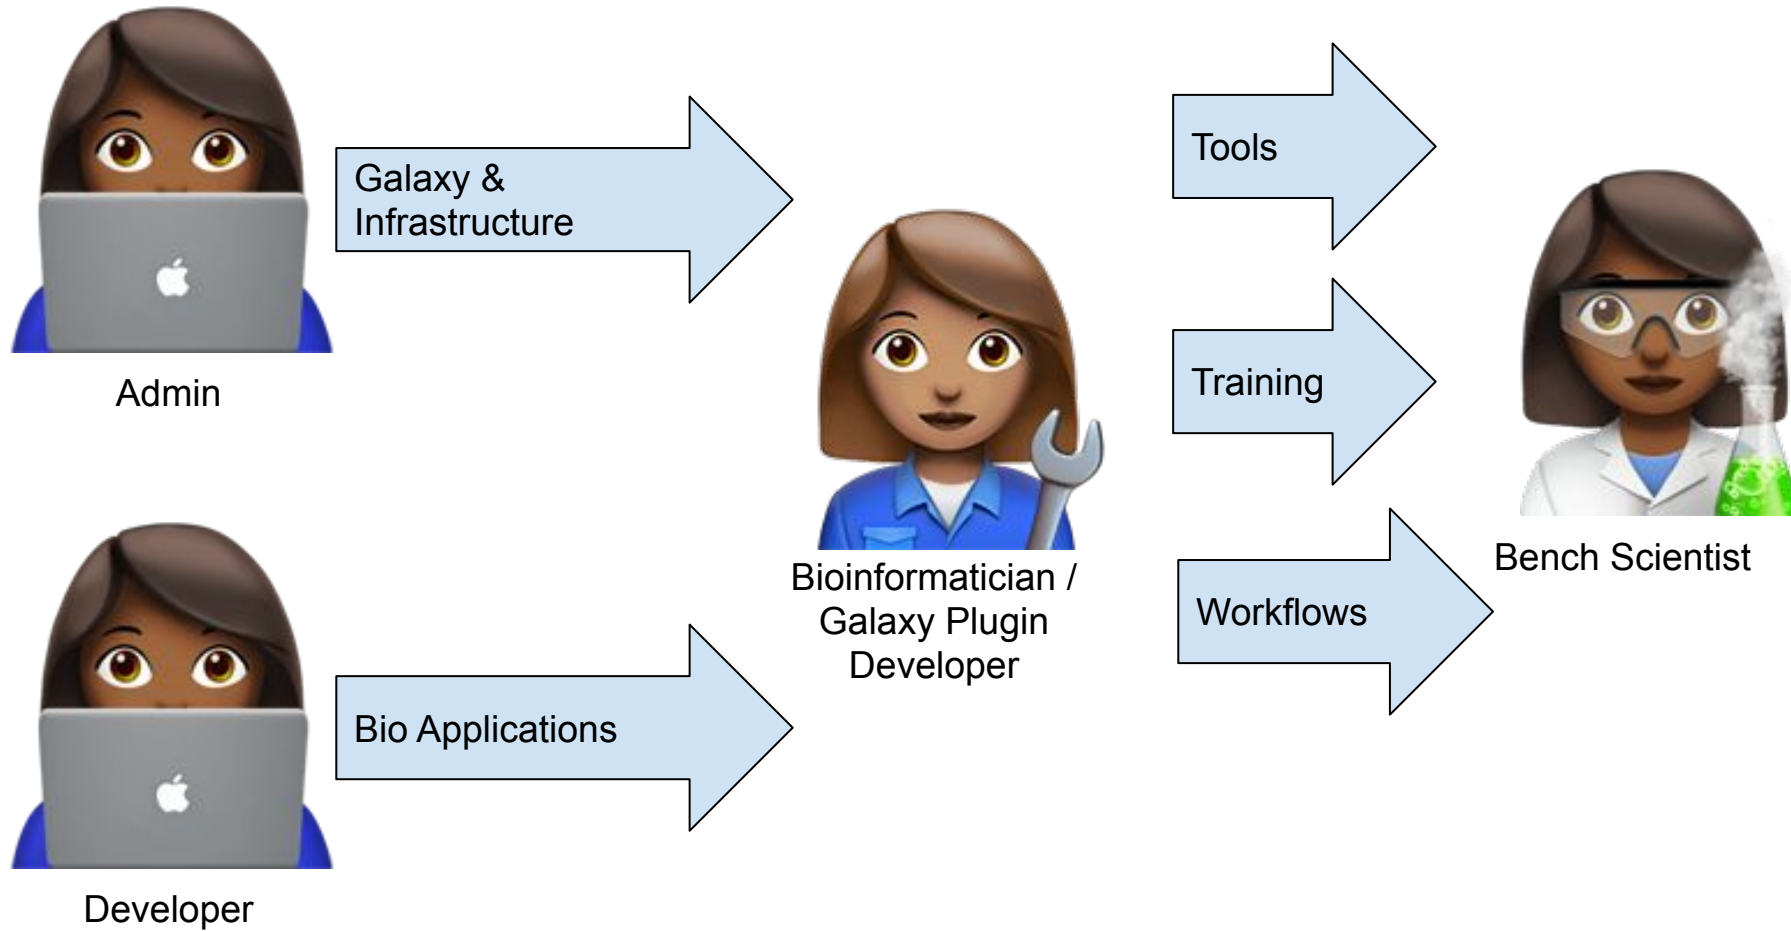 Galaxy &
Infrastructure
Admin
Bio Applications
Developer
Bioinformatician /
Galaxy Plugin
Developer
Tools
Training
Workflows
Bench Scientist